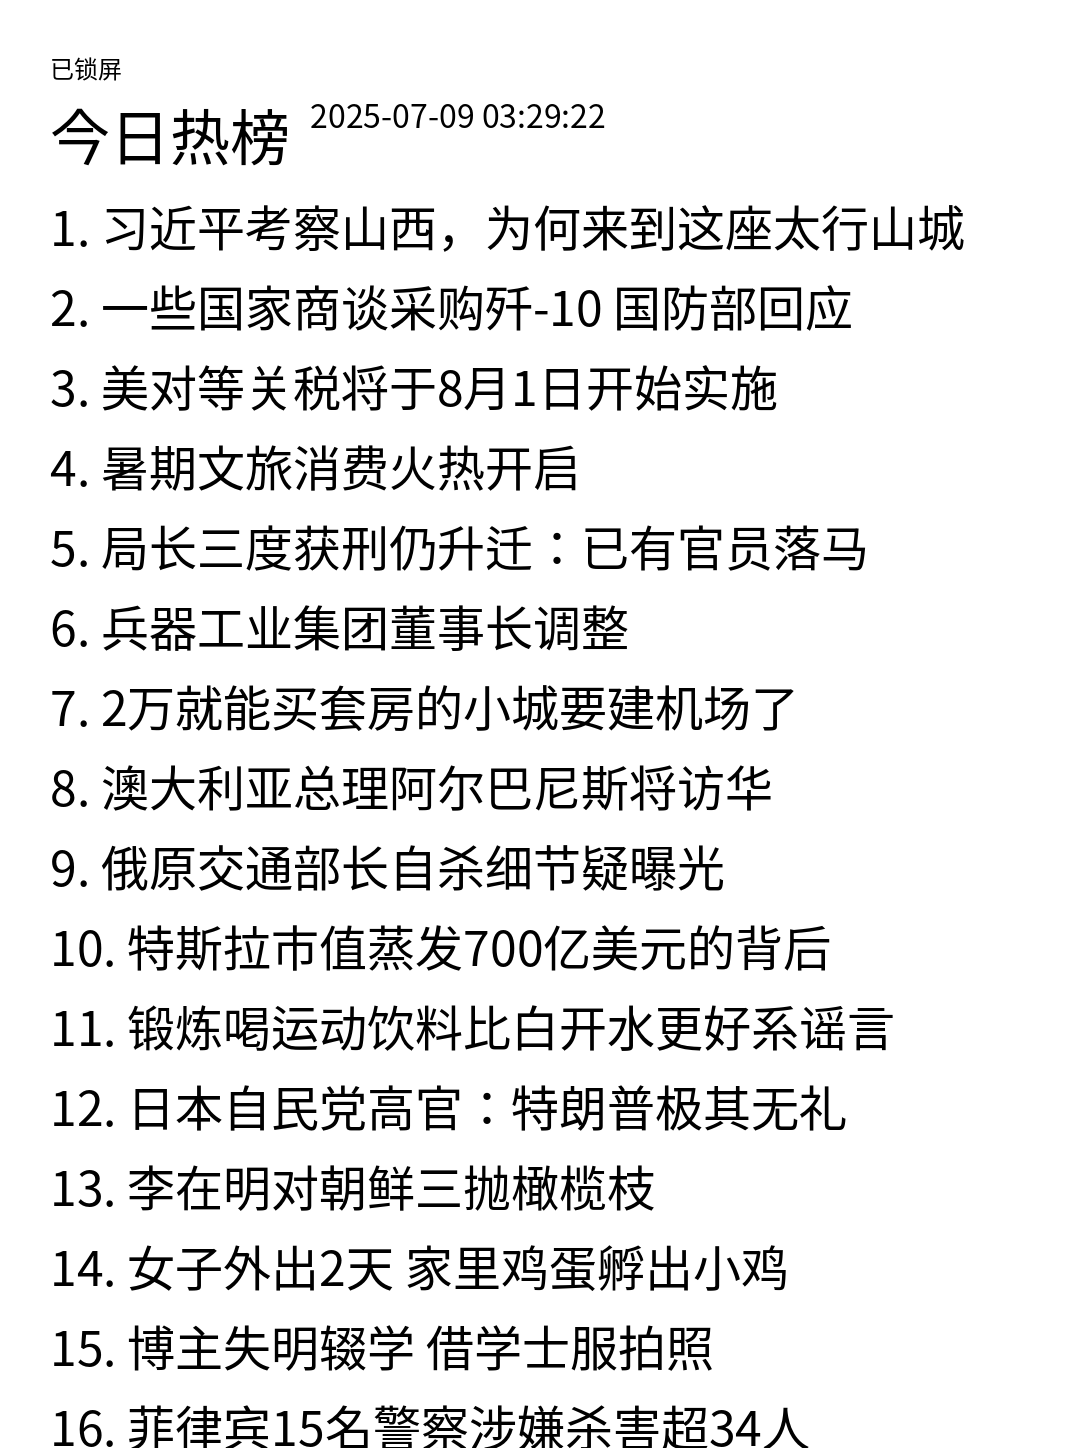 已锁屏
今日热榜 2025-07-09 03:29:22
1. 习近平考察山西，为何来到这座太行山城
2. 一些国家商谈采购歼-10 国防部回应
3. 美对等关税将于8月1日开始实施
4. 暑期文旅消费火热开启
5. 局长三度获刑仍升迁：已有官员落马
6. 兵器工业集团董事长调整
7. 2万就能买套房的小城要建机场了
8. 澳大利亚总理阿尔巴尼斯将访华
9. 俄原交通部长自杀细节疑曝光
10. 特斯拉市值蒸发700亿美元的背后
11. 锻炼喝运动饮料比白开水更好系谣言
12. 日本自民党高官：特朗普极其无礼
13. 李在明对朝鲜三抛橄榄枝
14. 女子外出2天 家里鸡蛋孵出小鸡
15. 博主失明辍学 借学士服拍照
16. 菲律宾15名警察涉嫌杀害超34人